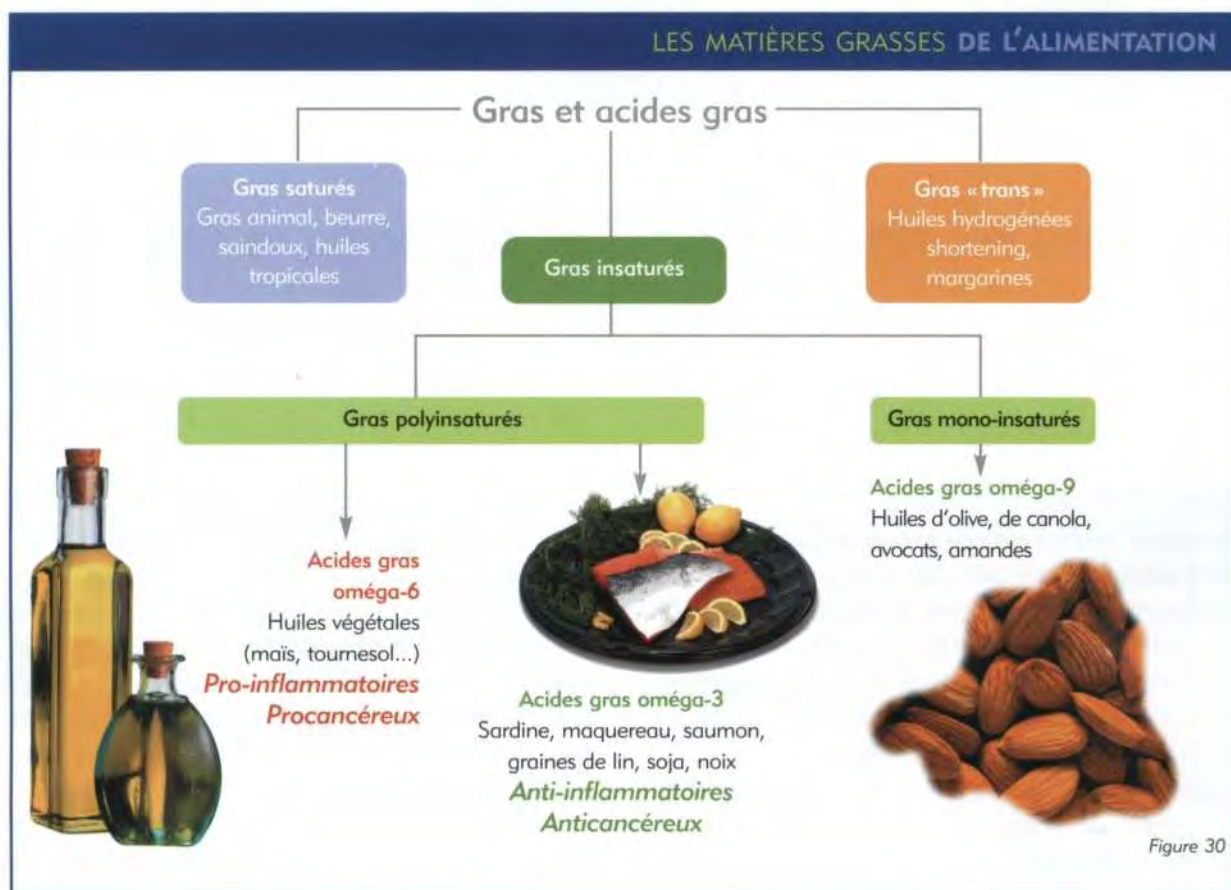 LES MATIÈRES GRASSES DE L'ALIMENTATION
Gras et acides gras
Gras saturés
Gras animal, beurre,
saindoux, huiles
tropicales
Gras insaturés
Gras « trans »
Huiles hydrogénées
shortening,
margarines
Gras polyinsaturés
Gras mono-insaturés
Acides gras
oméga-6
Huiles végétales
(maïs, tournesol...)
Pro-inflammatoires
Procancéreux
Acides gras oméga-3
Sardine, maquereau, saumon,
graines de lin, soja, noix
Anti-inflammatoires
Anticancéreux
Acides gras oméga-9
Huiles d'olive, de canola,
avocats, amandes
Figure 30